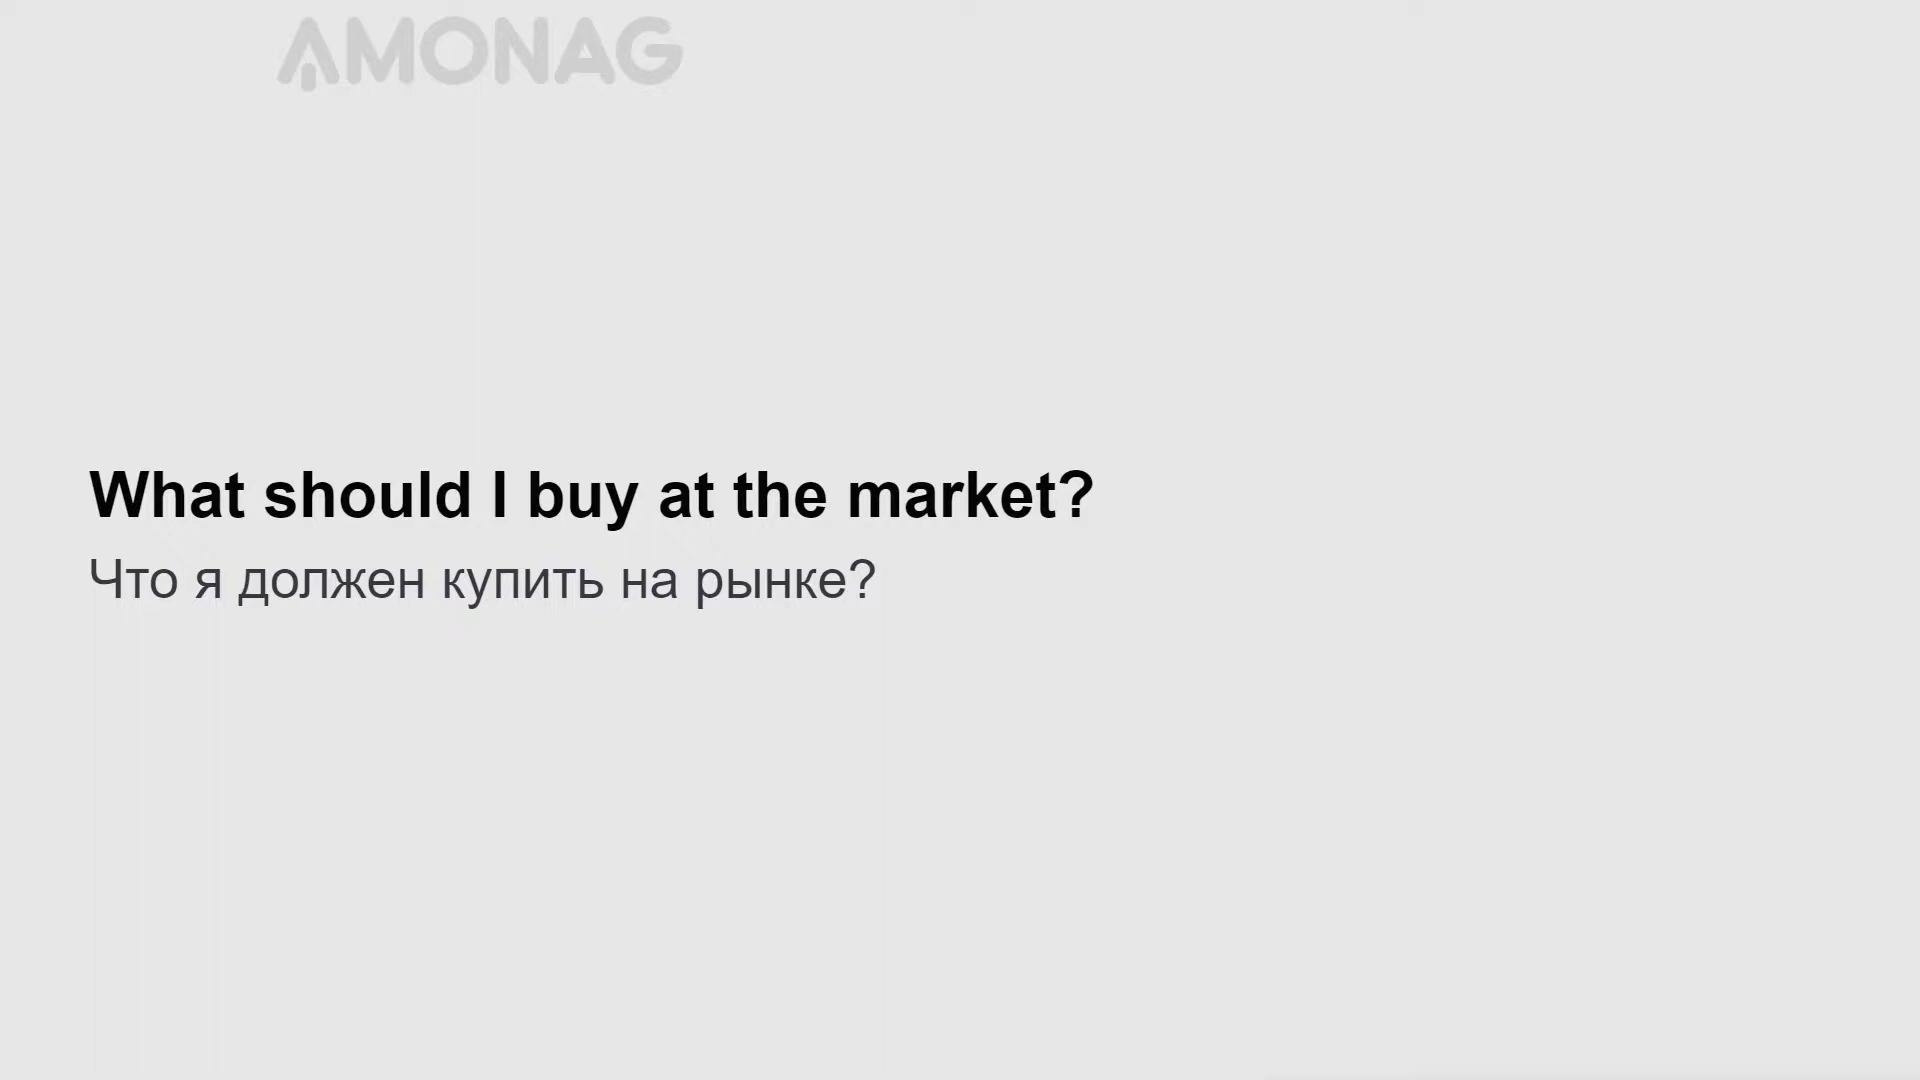 AMONAG
What should I buy at the market?
Что я должен купить на рынке?